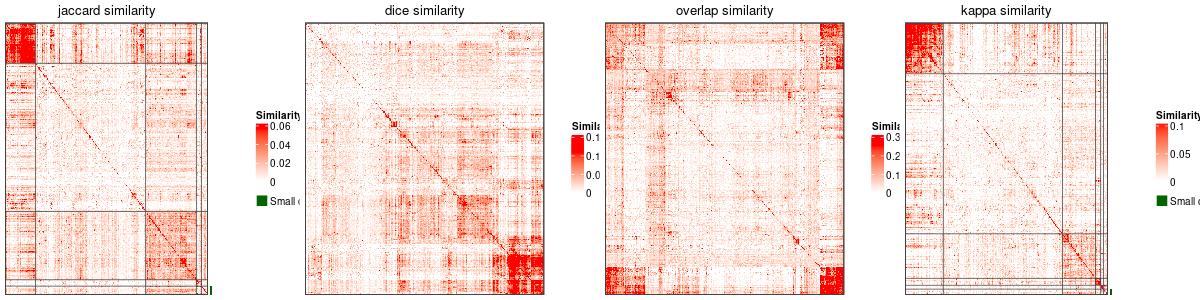 jaccard similarity
dice similarity
overlap similarity
kappa similarity
Similarity
0.06
0.04
0.02
0
Small
Simila
0.1
0.1
0.0
0
Simila
0.3
0.2
0.1
0
Similarity
0.1
0.05
0
Small